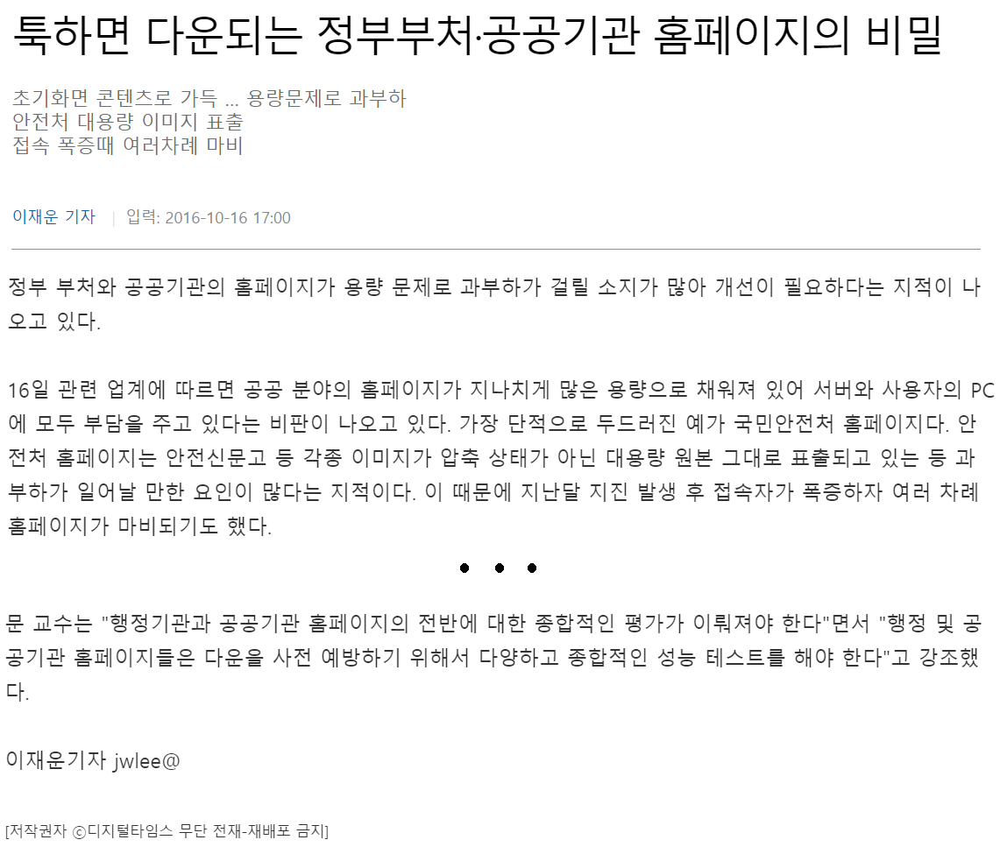 툭하면 다운되는 정부부처·공공기관 홈페이지의 비밀
초기화면 콘텐츠로 가득 ... 용량문제로 과부하
안전처 대용량 이미지 표출
접속 폭증때 여러차례 마비
이재운 기자 | 입력: 2016-10-16 17:00
정부 부처와 공공기관의 홈페이지가 용량 문제로 과부하가 걸릴 소지가 많아 개선이 필요하다는 지적이 나
오고 있다.
16일 관련 업계에 따르면 공공 분야의 홈페이지가 지나치게 많은 용량으로 채워져 있어 서버와 사용자의 PC
에 모두 부담을 주고 있다는 비판이 나오고 있다. 가장 단적으로 두드러진 예가 국민안전처 홈페이지다. 안
전처 홈페이지는 안전신문고 등 각종 이미지가 압축 상태가 아닌 대용량 원본 그대로 표출되고 있는 등 과
부하가 일어날 만한 요인이 많다는 지적이다. 이 때문에 지난달 지진 발생 후 접속자가 폭증하자 여러 차례
홈페이지가 마비되기도 했다.
• • •
문 교수는 "행정기관과 공공기관 홈페이지의 전반에 대한 종합적인 평가가 이뤄져야 한다"면서 "행정 및 공
공기관 홈페이지들은 다운을 사전 예방하기 위해서 다양하고 종합적인 성능 테스트를 해야 한다"고 강조했
다.
이재운기자 jwlee@
[저작권자 ⓒ디지털타임스 무단 전재-재배포 금지]